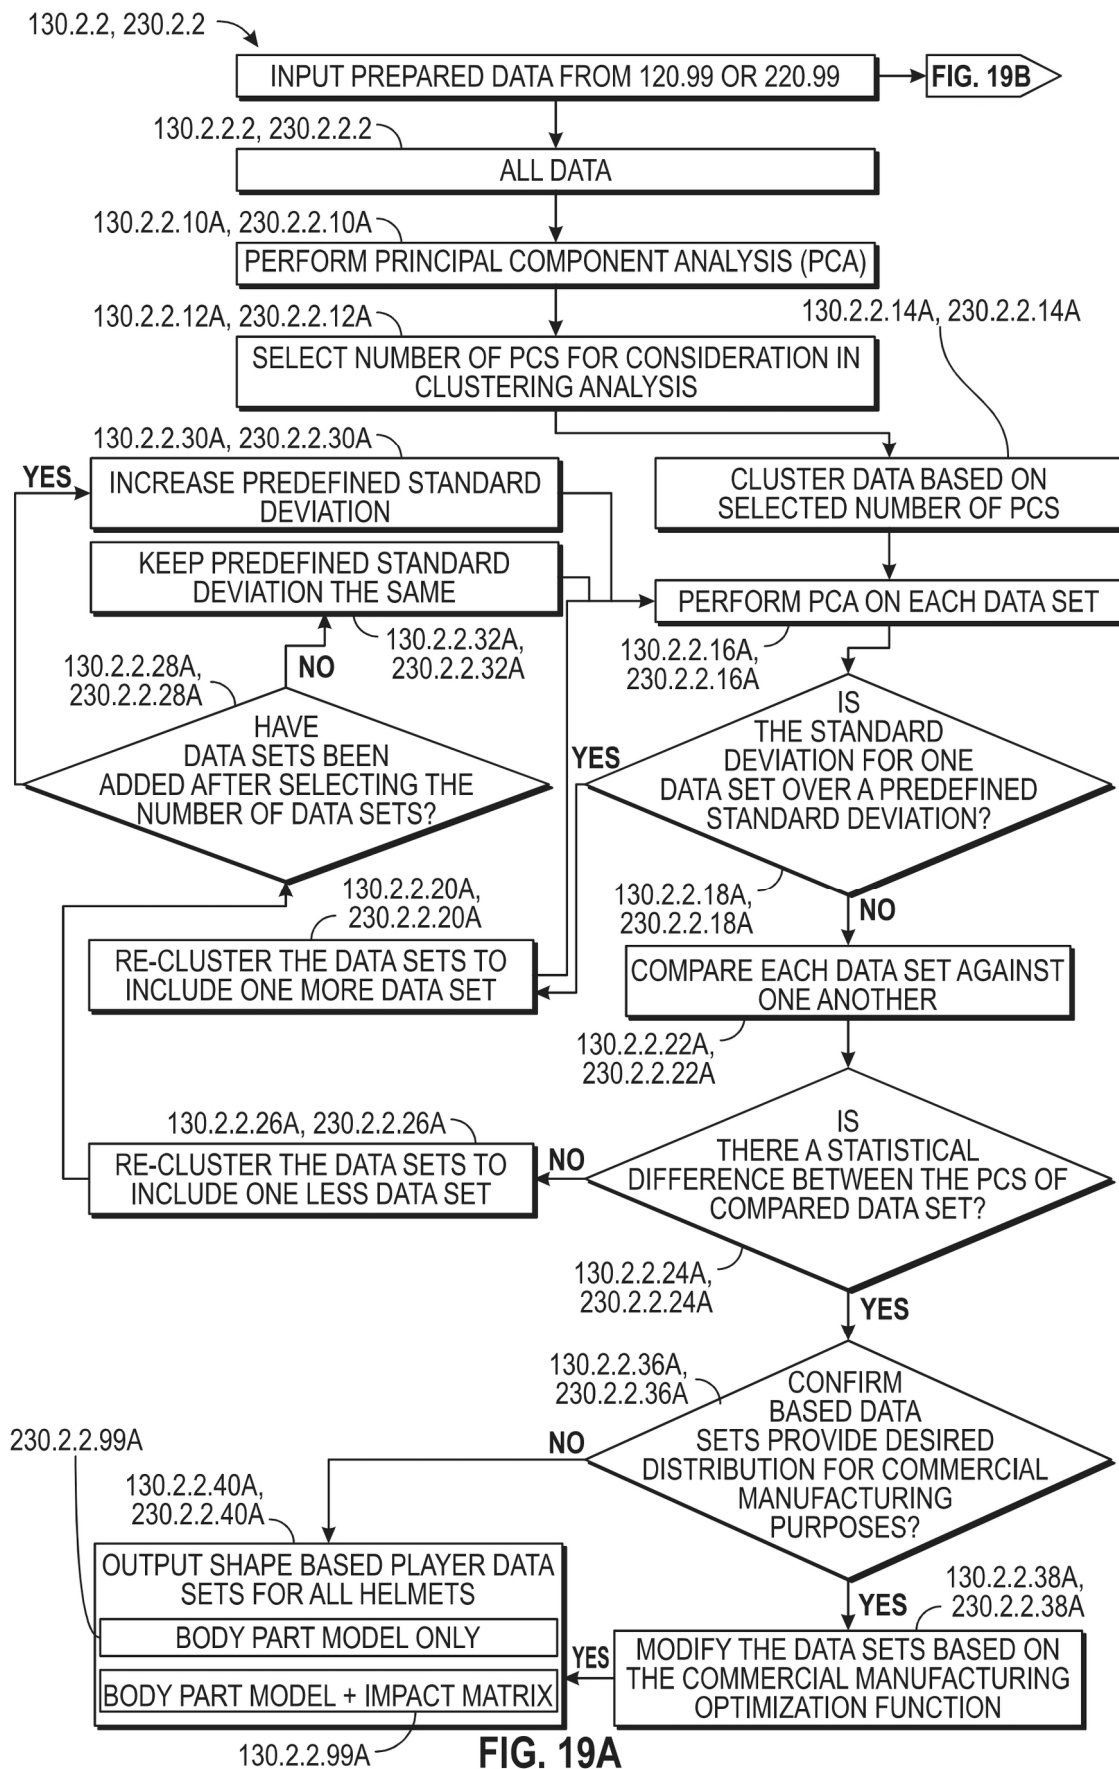 130.2.2, 230.2.2
INPUT PREPARED DATA FROM 120.99 OR 220.99
FIG. 19B
130.2.2.2, 230.2.2.2
ALL DATA
130.2.2.10A, 230.2.2.10A
PERFORM PRINCIPAL COMPONENT ANALYSIS (PCA)
130.2.2.12A, 230.2.2.12A
SELECT NUMBER OF PCS FOR CONSIDERATION IN
CLUSTERING ANALYSIS
130.2.2.14A, 230.2.2.14A
CLUSTER DATA BASED ON
SELECTED NUMBER OF PCS
130.2.2.30A, 230.2.2.30A
YES
INCREASE PREDEFINED STANDARD
DEVIATION
KEEP PREDEFINED STANDARD
DEVIATION THE SAME
130.2.2.32A,
230.2.2.32A
NO
PERFORM PCA ON EACH DATA SET
130.2.2.16A,
230.2.2.16A
130.2.2.28A,
230.2.2.28A
HAVE
DATA SETS BEEN
ADDED AFTER SELECTING THE
NUMBER OF DATA SETS?
IS
THE STANDARD
DEVIATION FOR ONE
DATA SET OVER A PREDEFINED
STANDARD DEVIATION?
YES
130.2.2.18A,
230.2.2.18A
NO
130.2.2.20A,
230.2.2.20A
RE-CLUSTER THE DATA SETS TO
INCLUDE ONE MORE DATA SET
COMPARE EACH DATA SET AGAINST
ONE ANOTHER
130.2.2.22A,
230.2.2.22A
IS
THERE A STATISTICAL
DIFFERENCE BETWEEN THE PCS OF
COMPARED DATA SET?
NO
130.2.2.26A, 230.2.2.26A
RE-CLUSTER THE DATA SETS TO
INCLUDE ONE LESS DATA SET
130.2.2.24A,
230.2.2.24A
YES
130.2.2.36A,
230.2.2.36A
CONFIRM
BASED DATA
SETS PROVIDE DESIRED
DISTRIBUTION FOR COMMERCIAL
MANUFACTURING
PURPOSES?
NO
230.2.2.99A
130.2.2.40A,
230.2.2.40A
OUTPUT SHAPE BASED PLAYER DATA
SETS FOR ALL HELMETS
BODY PART MODEL ONLY
BODY PART MODEL + IMPACT MATRIX
130.2.2.99A
YES
130.2.2.38A,
230.2.2.38A
MODIFY THE DATA SETS BASED ON
THE COMMERCIAL MANUFACTURING
OPTIMIZATION FUNCTION
YES
FIG. 19A